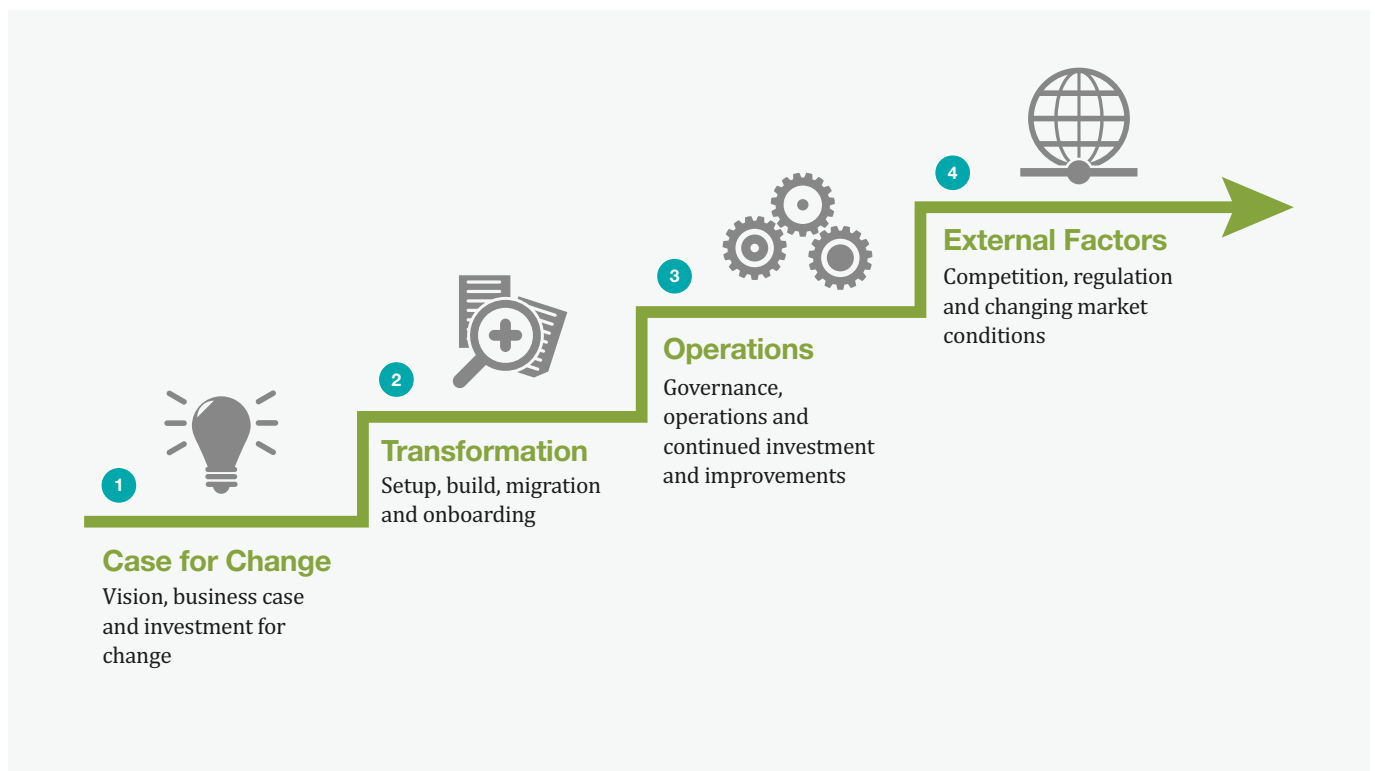 1
Case for Change
Vision, business case
and investment for
change
2
Transformation
Setup, build, migration
and onboarding
3
Operations
Governance,
operations and
continued investment
and improvements
4
External Factors
Competition, regulation
and changing market
conditions